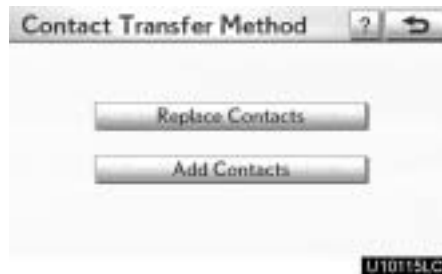 Contact Transfer Method ?
Replace Contacts
Add Contacts
U10115LC